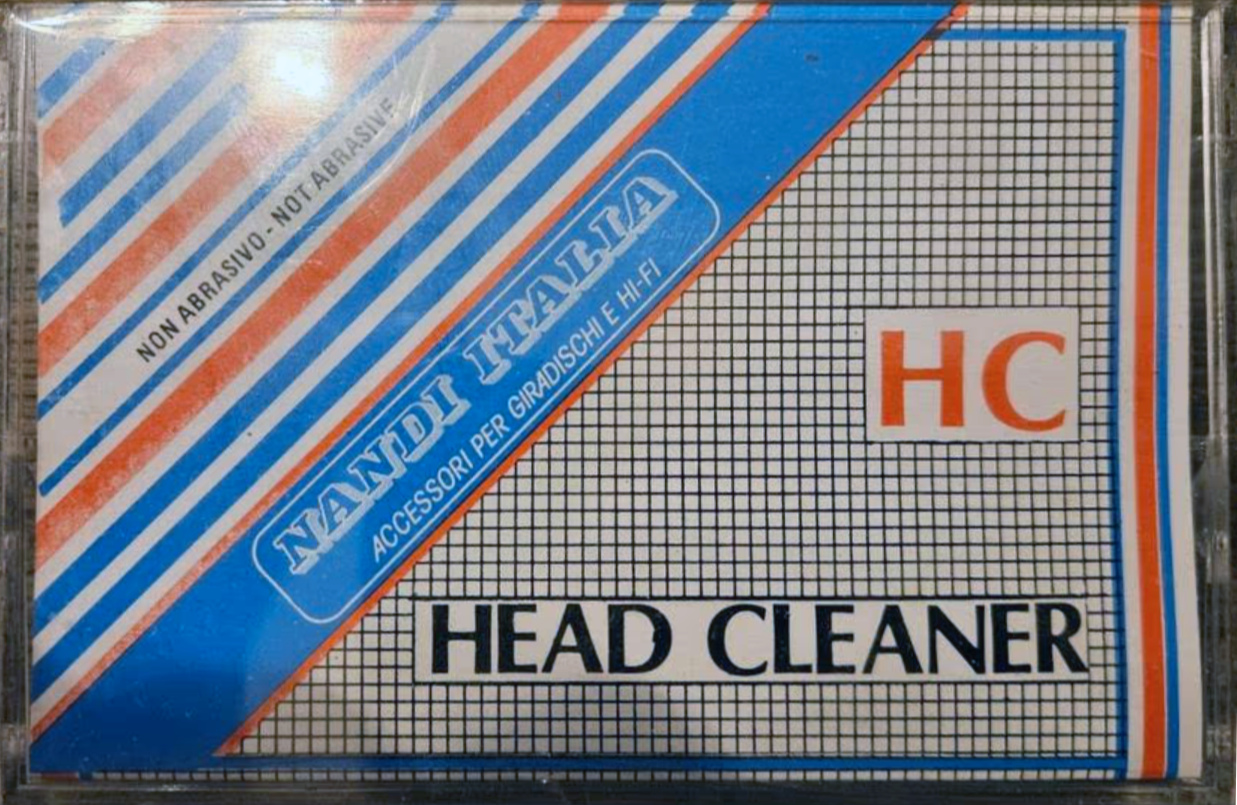 NON ABRASIVO - NOT ABRASIVE
NANDI ITALIA
ACCESSORI PER GIRADISCHI E HI-FI
HC
HEAD CLEANER